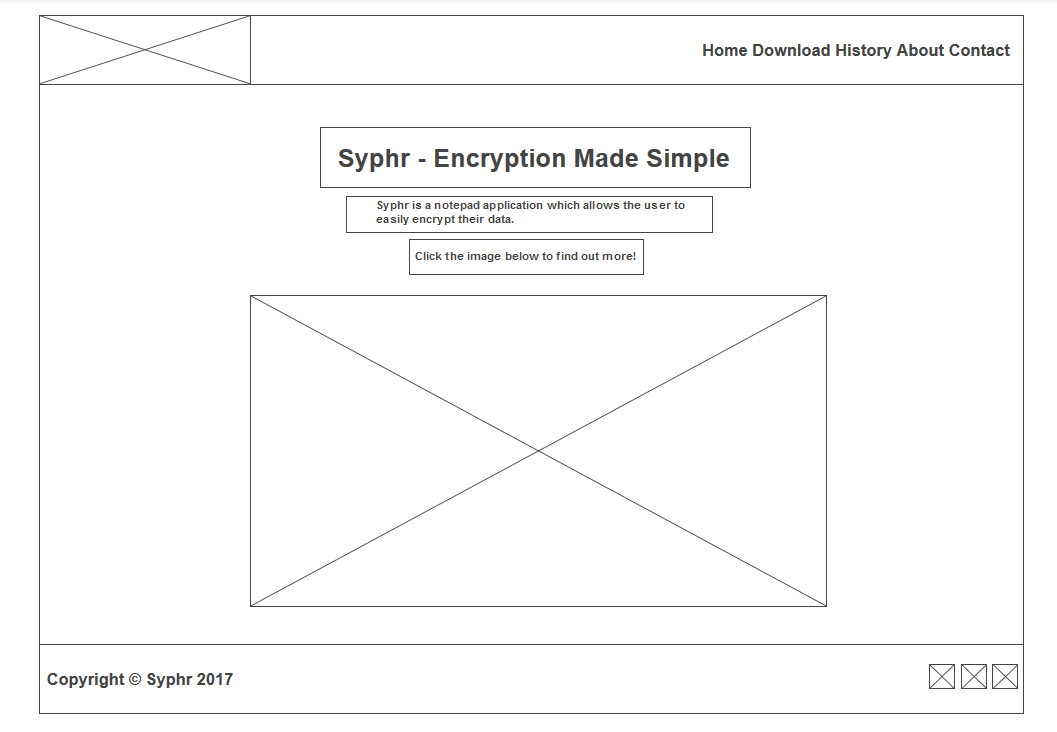 Home Download History About Contact
Syphr - Encryption Made Simple
Syphr is a notepad application which allows the user to
easily encrypt their data.
Click the image below to find out more!
Copyright © Syphr 2017